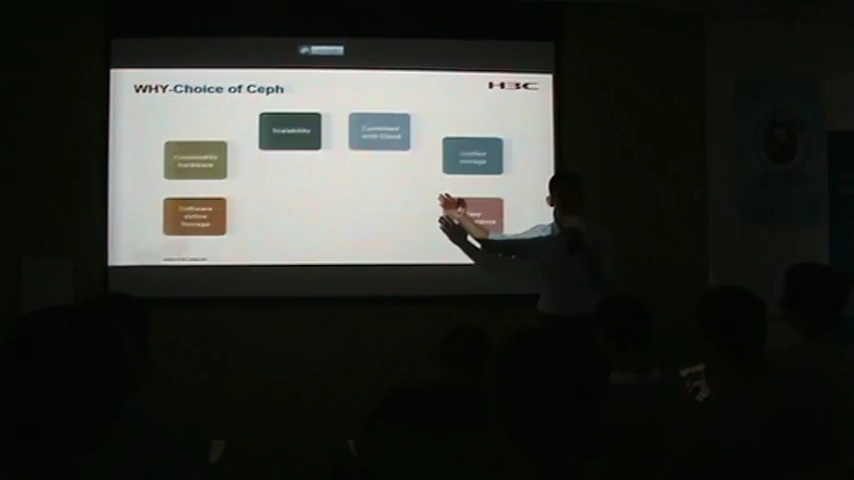 WHY-Choice of Ceph
H3C
Scalability
Combined
with Cloud
Commodity
hardware
Unified
storage
Software
define
Storage